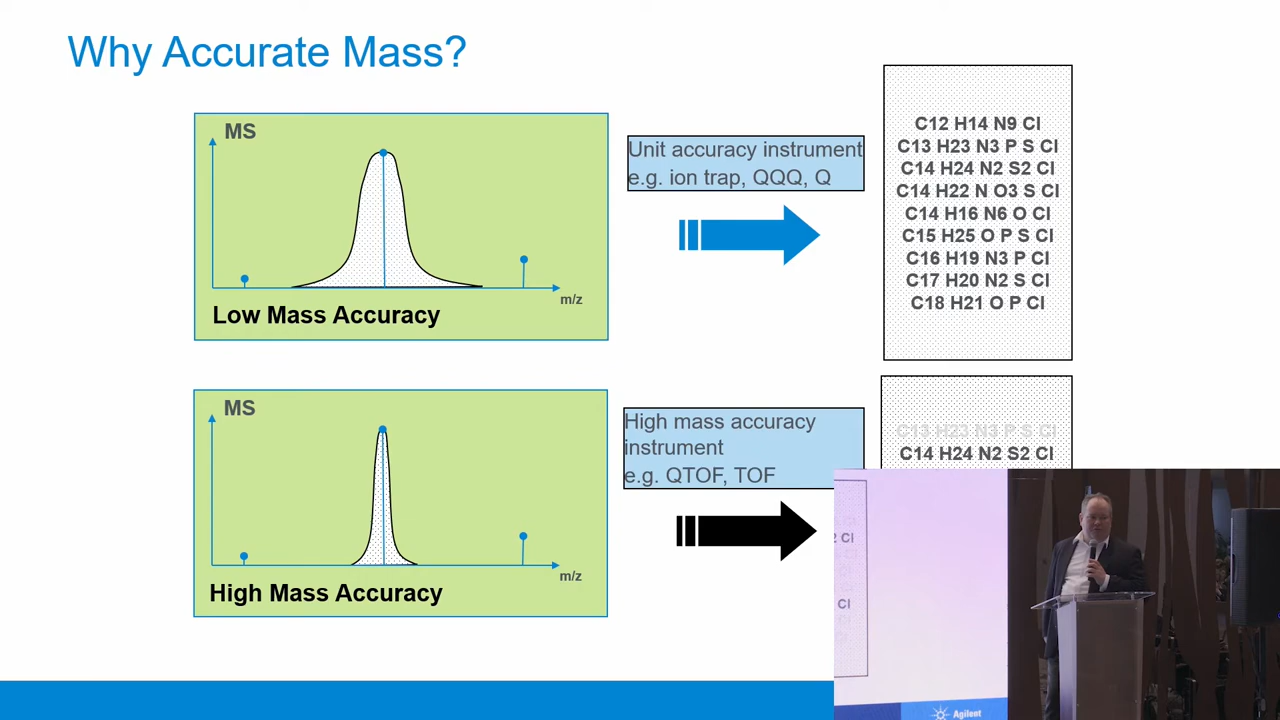 Why Accurate Mass?
MS
m/z
Low Mass Accuracy
Unit accuracy instrument
e.g. ion trap, QQQ, Q
C12 H14 N9 Cl
C13 H23 N3 P S Cl
C14 H24 N2 S2 Cl
C14 H22 N O3 S Cl
C14 H16 N6 O Cl
C15 H25 O P S Cl
C16 H19 N3 P Cl
C17 H20 N2 S Cl
C18 H21 O P Cl
MS
m/z
High Mass Accuracy
High mass accuracy
instrument
e.g. QTOF, TOF
C13 H23 N3 P S Cl
C14 H24 N2 S2 Cl
2 Cl
Cl
Agilent